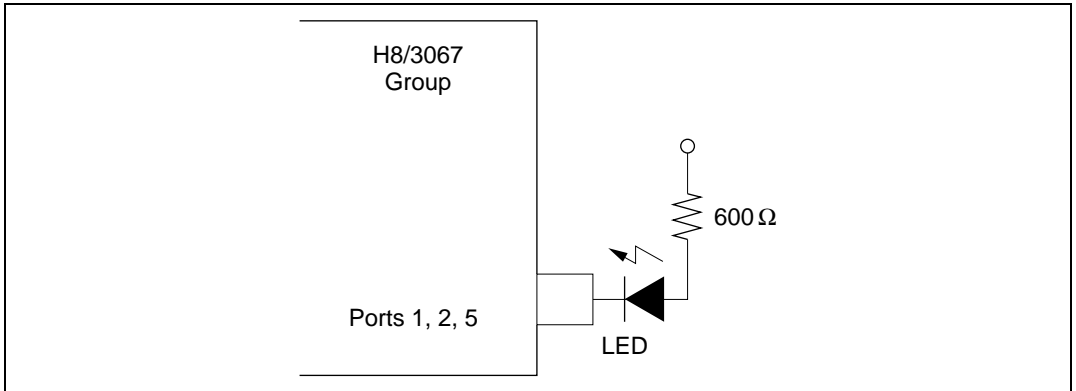 H8/3067
Group
600 Ω
Ports 1, 2, 5
LED